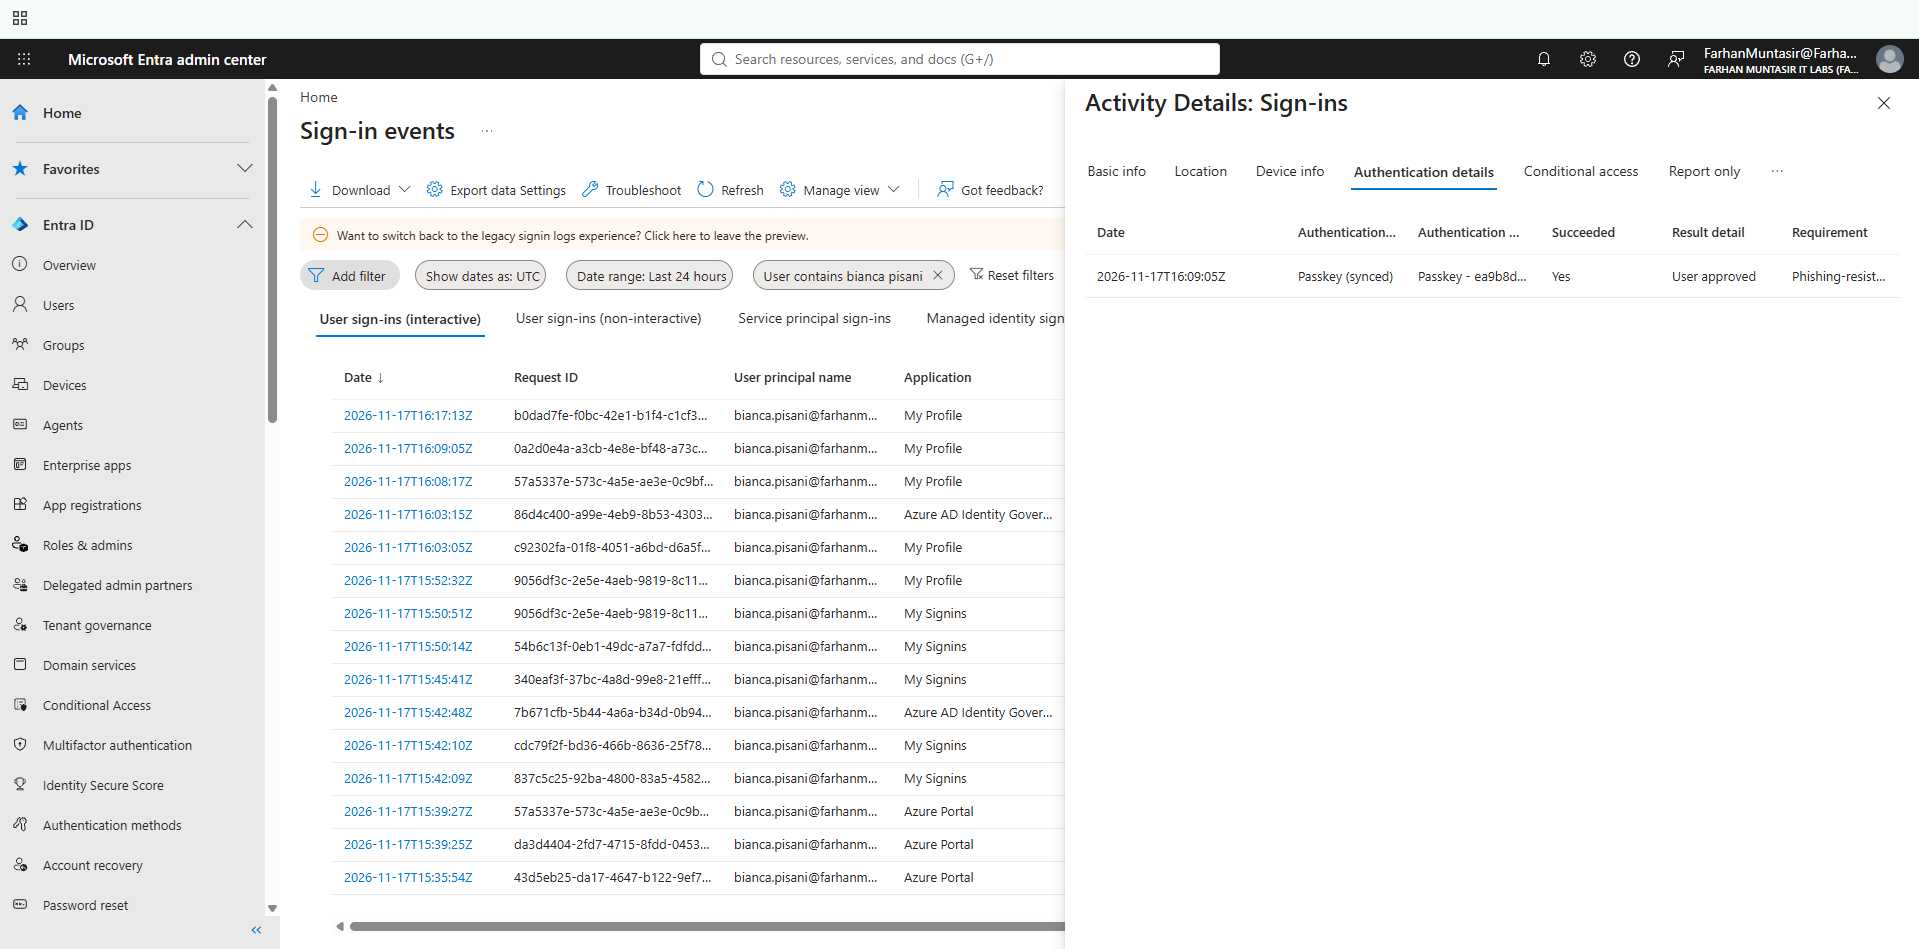 Microsoft Entra admin center
Search resources, services, and docs (G+/)
FarhanMuntasir@Farha...
FARHAN MUNTASIR IT LABS (FA...
Home
Favorites
Entra ID
Overview
Users
Groups
Devices
Agents
Enterprise apps
App registrations
Roles & admins
Delegated admin partners
Tenant governance
Domain services
Conditional Access
Multifactor authentication
Identity Secure Score
Authentication methods
Account recovery
Password reset
Home
Sign-in events ...
Download Export data Settings Troubleshoot Refresh Manage view Got feedback?
Want to switch back to the legacy signin logs experience? Click here to leave the preview.
Add filter Show dates as: UTC Date range: Last 24 hours User contains bianca pisani Reset filters
User sign-ins (interactive) User sign-ins (non-interactive) Service principal sign-ins Managed identity sign
Date ↓ Request ID User principal name Application
2026-11-17T16:17:13Z b0dad7fe-f0bc-42e1-b1f4-c1cf3... bianca.pisani@farhanm... My Profile
2026-11-17T16:09:05Z 0a2d0e4a-a3cb-4e8e-bf48-a73c... bianca.pisani@farhanm... My Profile
2026-11-17T16:08:17Z 57a5337e-573c-4a5e-ae3e-0c9bf... bianca.pisani@farhanm... My Profile
2026-11-17T16:03:15Z 86d4c400-a99e-4eb9-8b53-4303... bianca.pisani@farhanm... Azure AD Identity Gover...
2026-11-17T16:03:05Z c92302fa-01f8-4051-a6bd-d6a5f... bianca.pisani@farhanm... My Profile
2026-11-17T15:52:32Z 9056df3c-2e5e-4aeb-9819-8c11... bianca.pisani@farhanm... My Profile
2026-11-17T15:50:51Z 9056df3c-2e5e-4aeb-9819-8c11... bianca.pisani@farhanm... My Signins
2026-11-17T15:50:14Z 54b6c13f-0eb1-49dc-a7a7-fdfdd... bianca.pisani@farhanm... My Signins
2026-11-17T15:45:41Z 340eaf3f-37bc-4a8d-99e8-21efff... bianca.pisani@farhanm... My Signins
2026-11-17T15:42:48Z 7b671cfb-5b44-4a6a-b34d-0b94... bianca.pisani@farhanm... Azure AD Identity Gover...
2026-11-17T15:42:10Z cdc79f2f-bd36-466b-8636-25f78... bianca.pisani@farhanm... My Signins
2026-11-17T15:42:09Z 837c5c25-92ba-4800-83a5-4582... bianca.pisani@farhanm... My Signins
2026-11-17T15:39:27Z 57a5337e-573c-4a5e-ae3e-0c9b... bianca.pisani@farhanm... Azure Portal
2026-11-17T15:39:25Z da3d4404-2fd7-4715-8fdd-0453... bianca.pisani@farhanm... Azure Portal
2026-11-17T15:35:54Z 43d5eb25-da17-4647-b122-9ef7... bianca.pisani@farhanm... Azure Portal
Activity Details: Sign-ins
Basic info Location Device info Authentication details Conditional access Report only ...
Date Authentication... Authentication ... Succeeded Result detail Requirement
2026-11-17T16:09:05Z Passkey (synced) Passkey - ea9b8d... Yes User approved Phishing-resist...